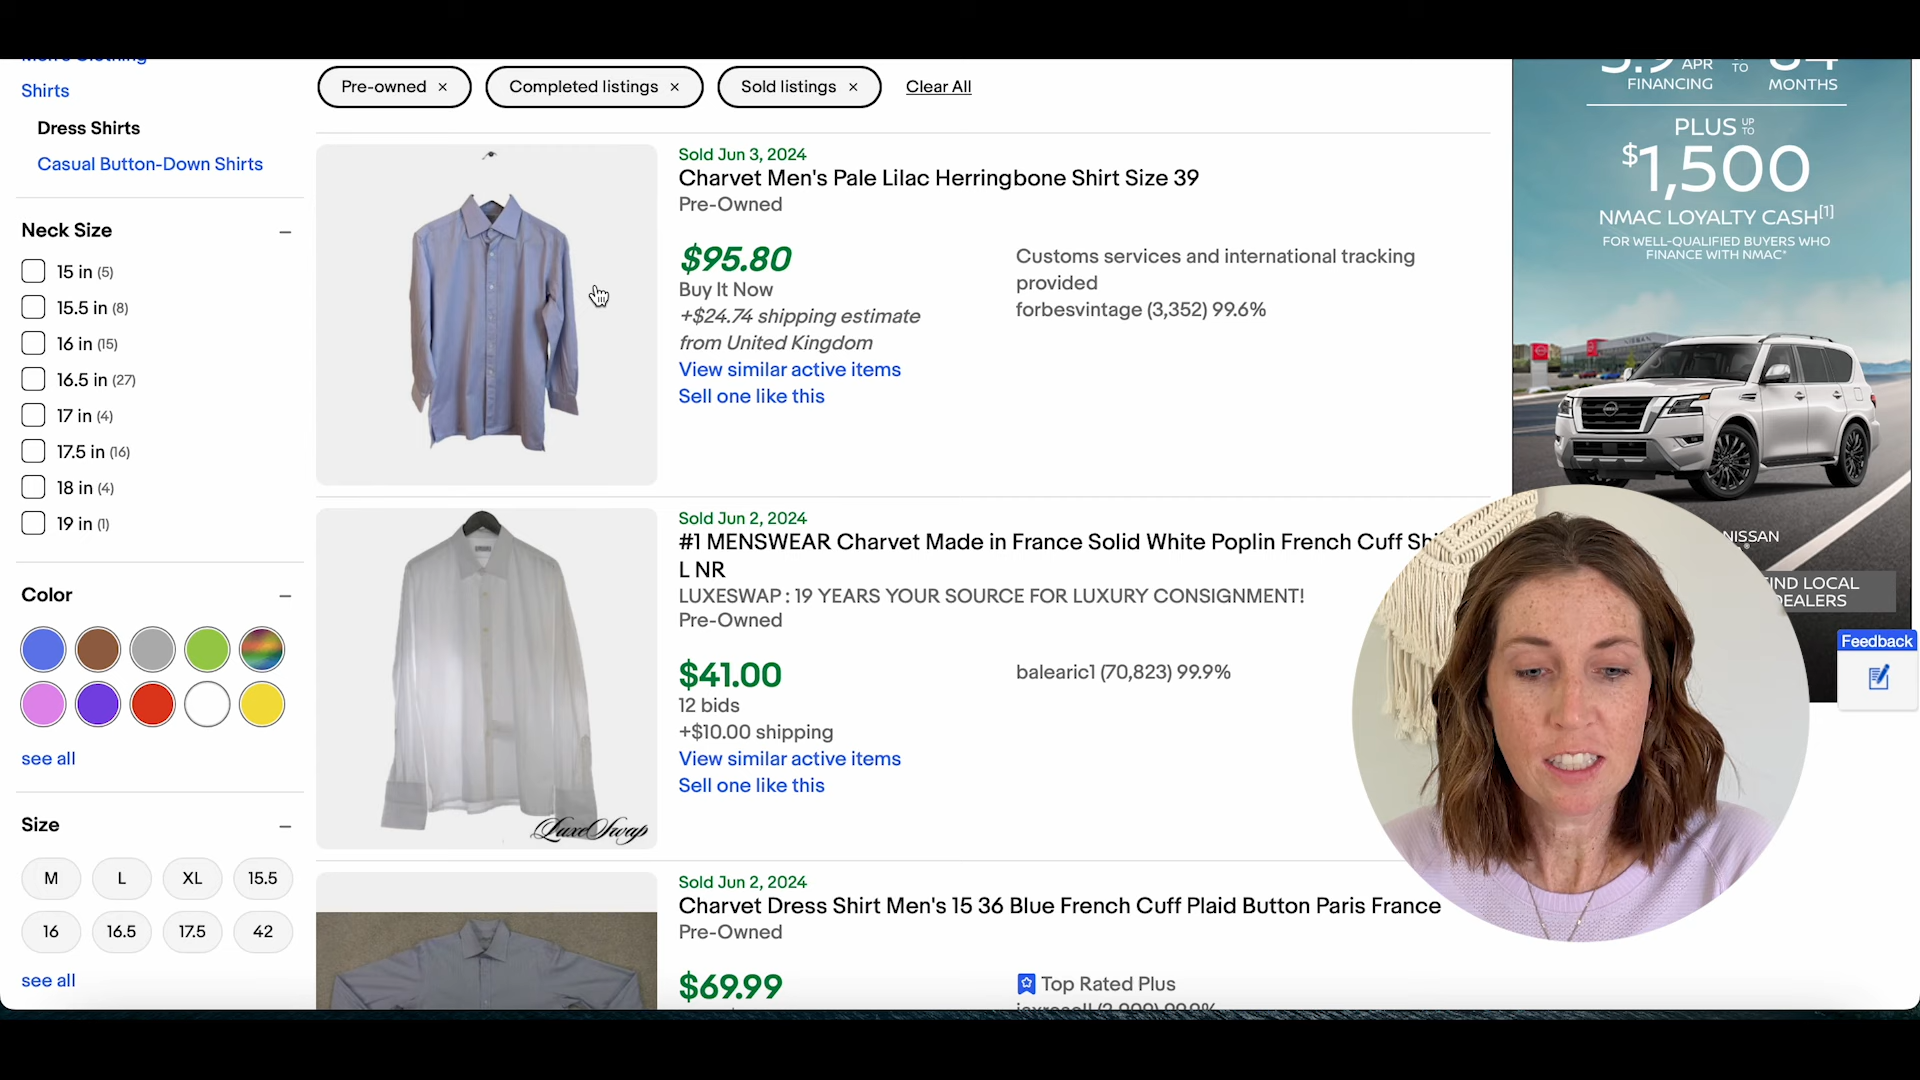 Men's Clothing
Shirts
Dress Shirts
Casual Button-Down Shirts
Neck Size
15 in (5)
15.5 in (8)
16 in (15)
16.5 in (27)
17 in (4)
17.5 in (16)
18 in (4)
19 in (1)
Color
see all
Size
M L XL 15.5
16 16.5 17.5 42
see all
Pre-owned × Completed listings × Sold listings × Clear All
Sold Jun 3, 2024
Charvet Men's Pale Lilac Herringbone Shirt Size 39
Pre-Owned
$95.80
Buy It Now
+$24.74 shipping estimate
from United Kingdom
View similar active items
Sell one like this
Customs services and international tracking
provided
forbesvintage (3,352) 99.6%
Sold Jun 2, 2024
#1 MENSWEAR Charvet Made in France Solid White Poplin French Cuff
L NR
LUXESWAP : 19 YEARS YOUR SOURCE FOR LUXURY CONSIGNMENT!
Pre-Owned
$41.00
12 bids
+$10.00 shipping
View similar active items
Sell one like this
balearic1 (70,823) 99.9%
LuxeSwap
Sold Jun 2, 2024
Charvet Dress Shirt Men's 15 36 Blue French Cuff Plaid Button Paris France
Pre-Owned
$69.99
Top Rated Plus
APR TO
FINANCING MONTHS
PLUS UP TO
$1,500
NMAC LOYALTY CASH[1]
FOR WELL-QUALIFIED BUYERS WHO
FINANCE WITH NMAC*
NISSAN
FIND LOCAL
DEALERS
Feedback